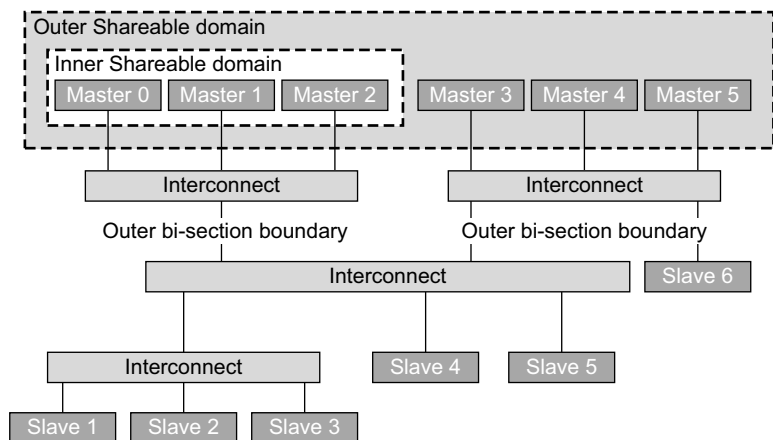 Outer Shareable domain
Inner Shareable domain
Master 0 Master 1 Master 2 Master 3 Master 4 Master 5
Interconnect Interconnect
Outer bi-section boundary Outer bi-section boundary
Interconnect Slave 6
Interconnect Slave 4 Slave 5
Slave 1 Slave 2 Slave 3